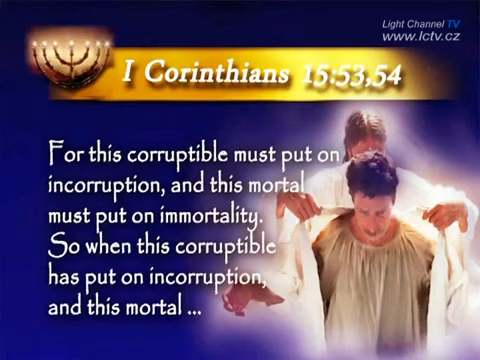 Light Channel TV
www.lctv.cz
I Corinthians 15:53,54
For this corruptible must put on
incorruption, and this mortal
must put on immortality.
So when this corruptible
has put on incorruption,
and this mortal ...